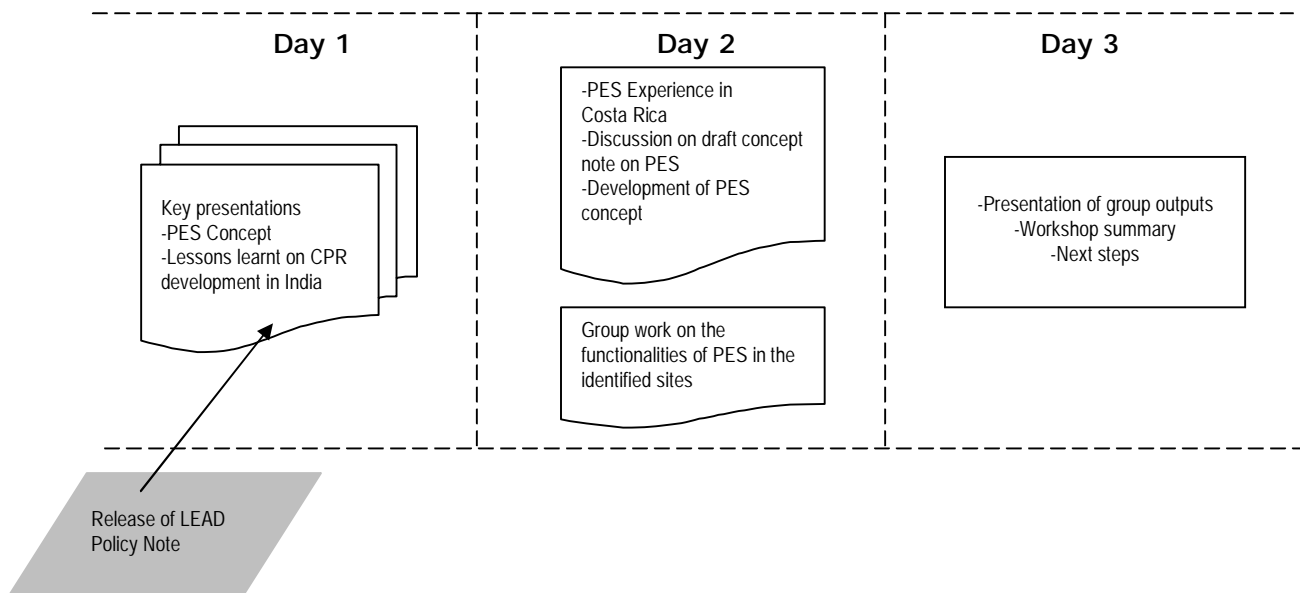 Day 1
Key presentations
-PES Concept
-Lessons learnt on CPR
development in India
Release of LEAD
Policy Note
Day 2
-PES Experience in
Costa Rica
-Discussion on draft concept
note on PES
-Development of PES
concept
Group work on the
functionalities of PES in the
identified sites
Day 3
-Presentation of group outputs
-Workshop summary
-Next steps